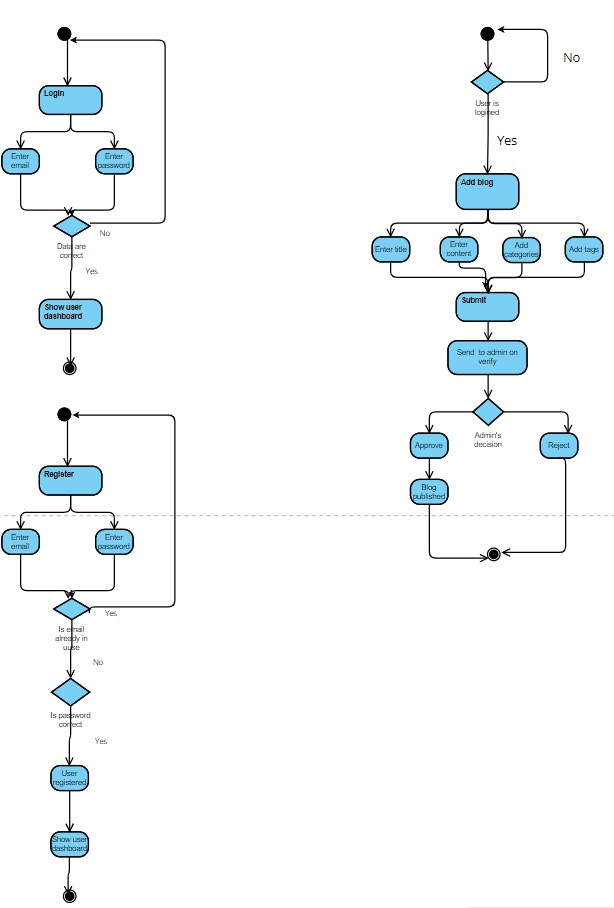 Login
Enter
email
Enter
password
No
Data are
correct
Yes
Show user
dashboard
Register
Enter
email
Enter
password
Yes
Is email
already in
uuse
No
Is password
correct
Yes
User
registered
Show user
dashboard
No
User is
logined
Yes
Add blog
Enter title
Enter
content
Add
categories
Add tags
Submit
Send to admin on
verify
Admin's
decision
Approve
Reject
Blog
published